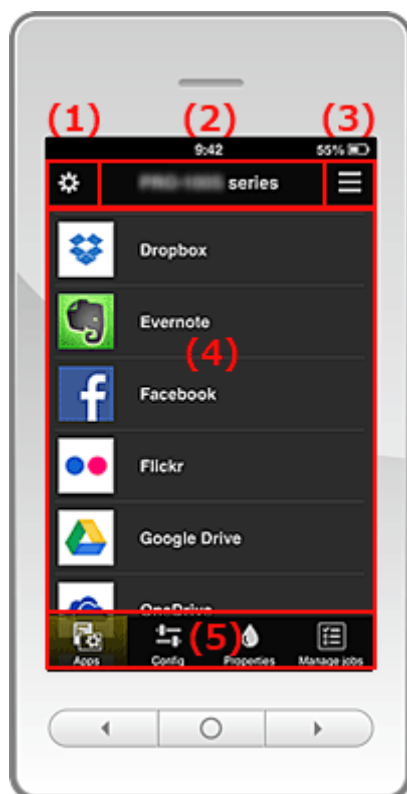 (1) (2) (3)
9:42 55%
series
Dropbox
Evernote
(4)
Facebook
Flickr
Google Drive
OneDrive
(5)
Apps Config Properties Manage jobs